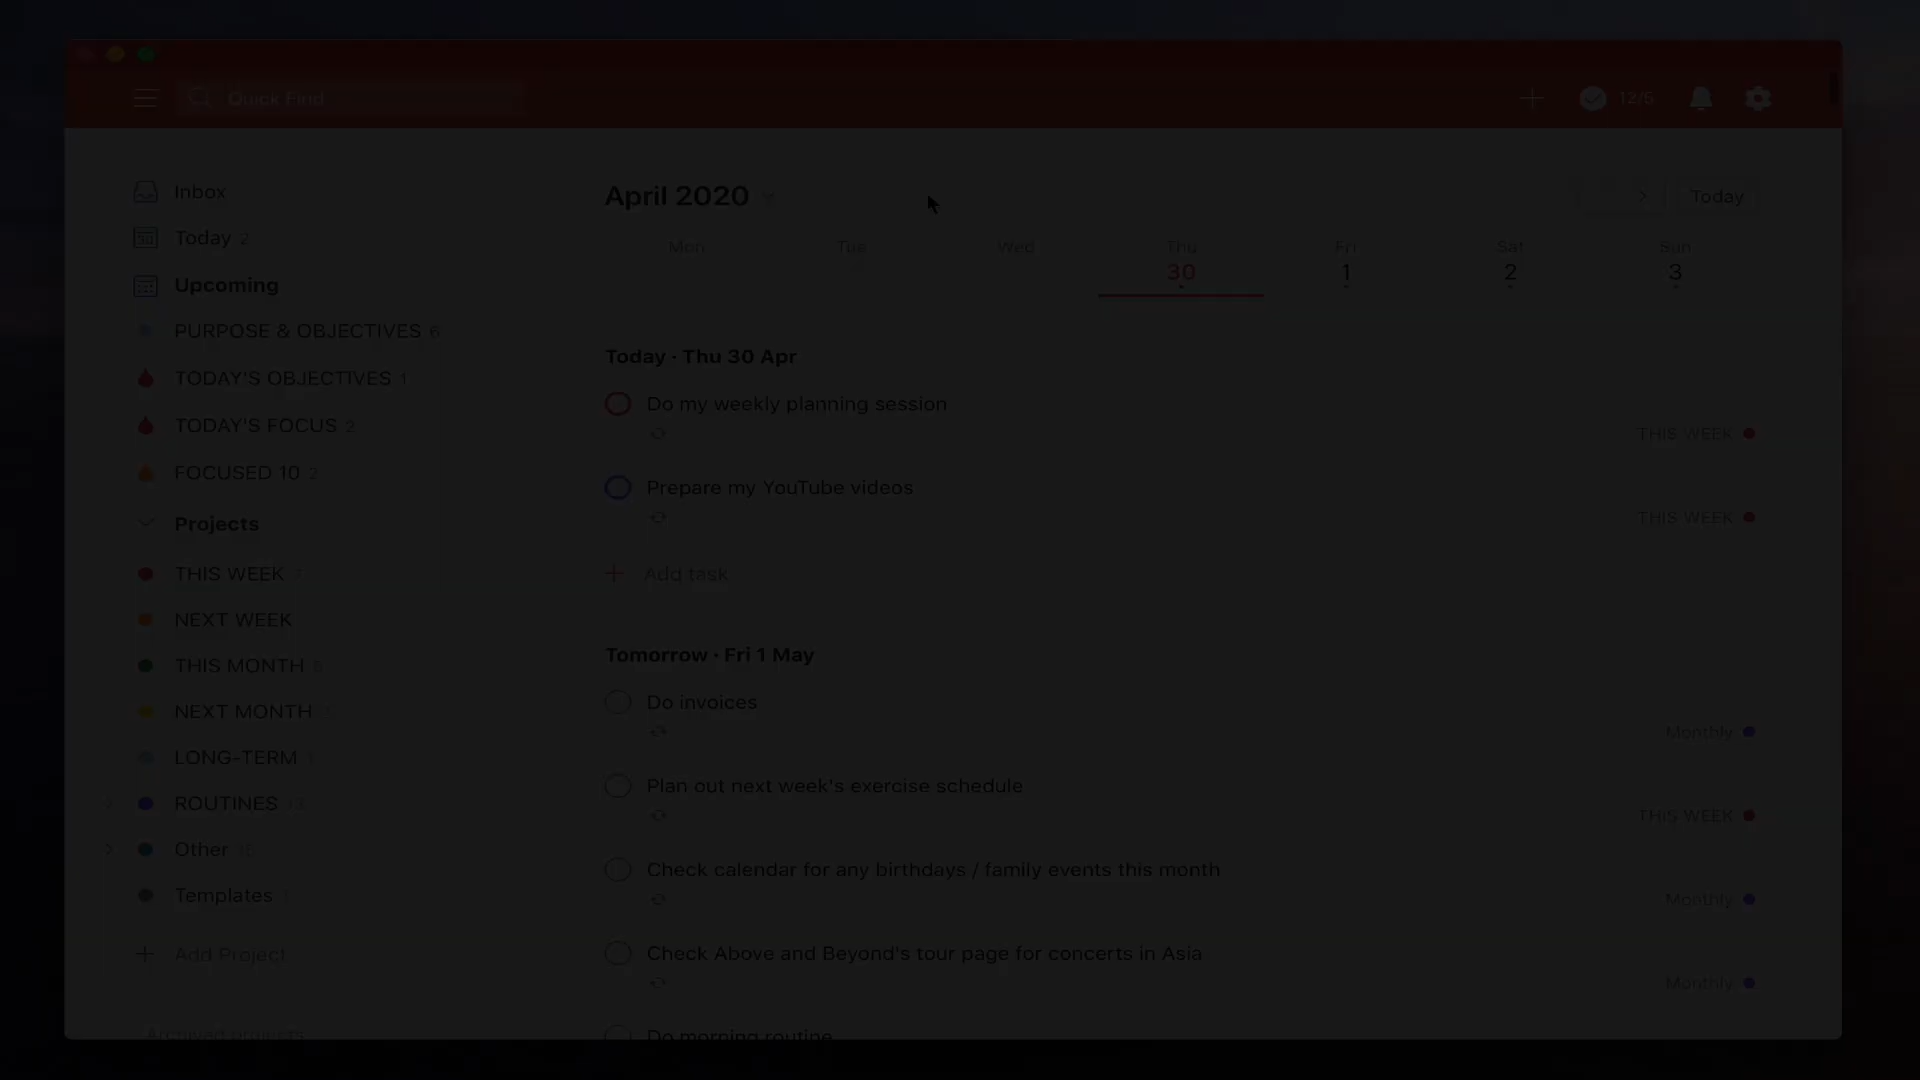 Quick Find
12/5
Inbox
Today 2
Upcoming
PURPOSE & OBJECTIVES 6
TODAY'S OBJECTIVES 1
TODAY'S FOCUS 2
FOCUSED 10 2
Projects
THIS WEEK
NEXT WEEK
THIS MONTH
NEXT MONTH
LONG-TERM
ROUTINES
Other
Templates
Add Project
Archived projects
April 2020
Today
Mon Tue Wed Thu Fri Sat Sun
30 1 2 3
Today · Thu 30 Apr
Do my weekly planning session
THIS WEEK
Prepare my YouTube videos
THIS WEEK
Add task
Tomorrow · Fri 1 May
Do invoices
Monthly
Plan out next week's exercise schedule
THIS WEEK
Check calendar for any birthdays / family events this month
Monthly
Check Above and Beyond's tour page for concerts in Asia
Monthly
Do morning routine